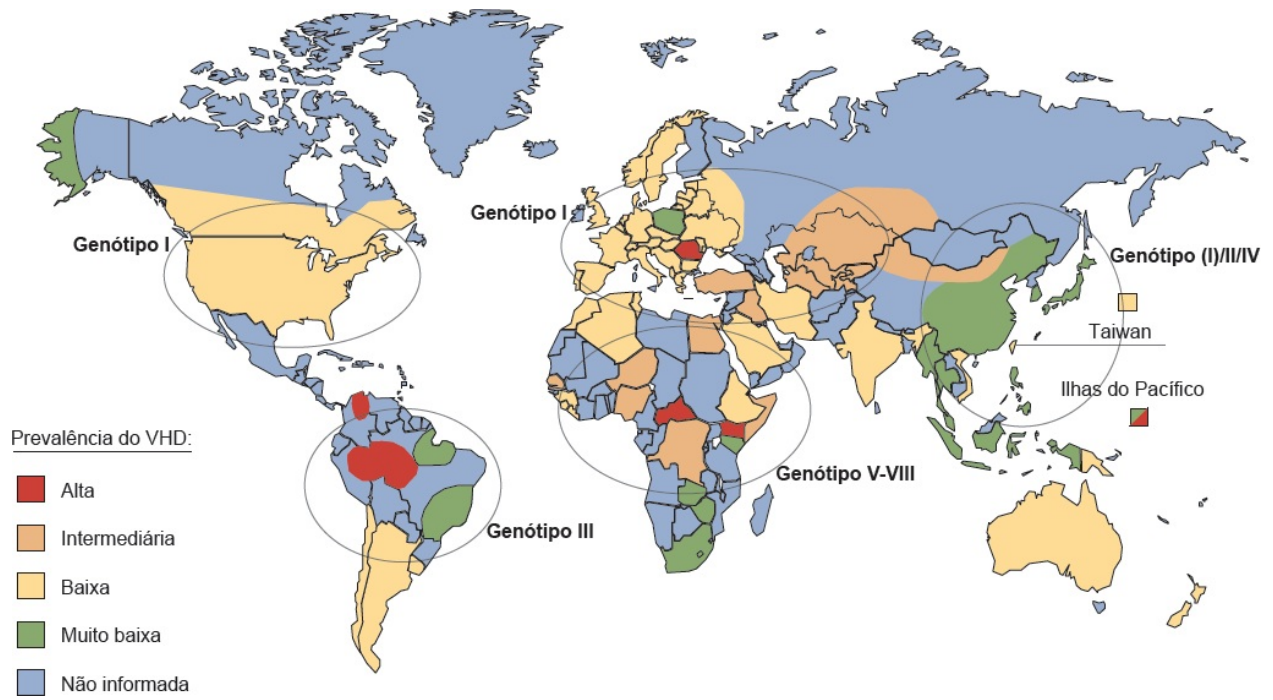 Genótipo I
Genótipo I
Genótipo (I)/II/IV
Taiwan
Ilhas do Pacífico
Genótipo V-VIII
Genótipo III
Prevalência do VHD:
Alta
Intermediária
Baixa
Muito baixa
Não informada